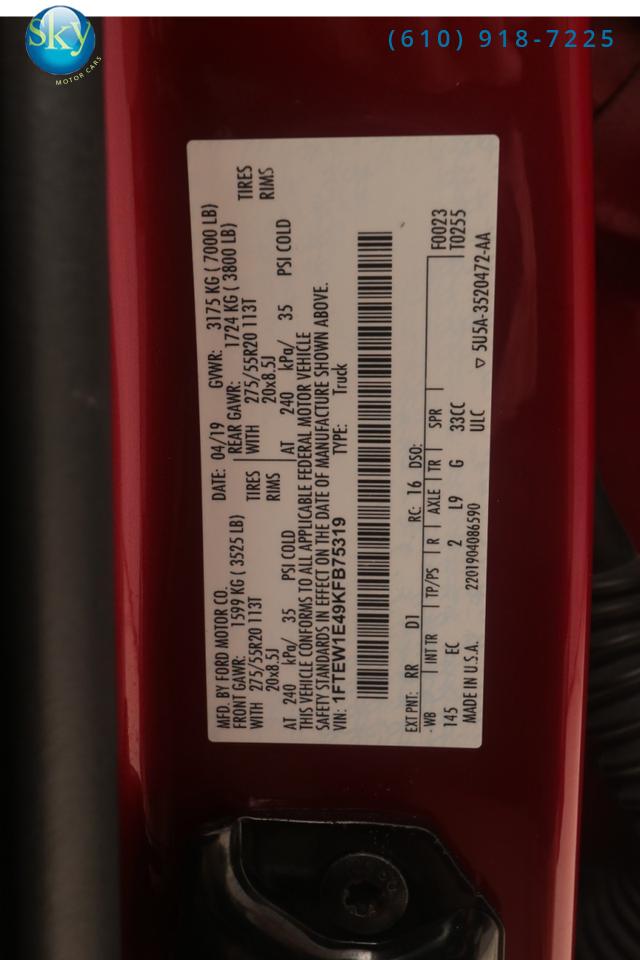 Sky
MOTOR CARS
(610) 918-7225
MFD. BY FORD MOTOR CO.
DATE: 04/19
GVWR: 3175 KG ( 7000 LB)
FRONT GAWR: 1599 KG ( 3525 LB)
REAR GAWR: 1724 KG ( 3800 LB)
WITH 275/55R20 113T TIRES
WITH 275/55R20 113T TIRES
20x8.5J RIMS
20x8.5J RIMS
AT 240 kPa/ 35 PSI COLD
AT 240 kPa/ 35 PSI COLD
THIS VEHICLE CONFORMS TO ALL APPLICABLE FEDERAL MOTOR VEHICLE
SAFETY STANDARDS IN EFFECT ON THE DATE OF MANUFACTURE SHOWN ABOVE.
VIN: 1FTEW1E49KFB75319 TYPE: Truck
F0023
EXT PNT: RR D1 RC: 16 DSO: T0255
WB INT TR TP/PS R AXLE TR SPR
145 EC 2 L9 G 33CC
ULC
MADE IN U.S.A. 2201904086590
▽ 5U5A-3520472-AA